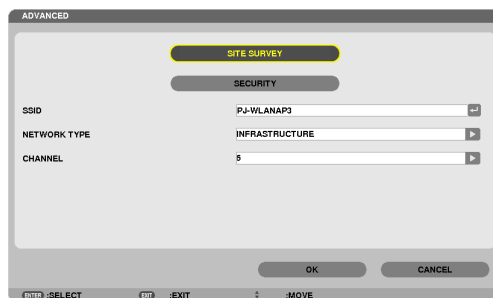 ADVANCED
SITE SURVEY
SECURITY
SSID PJ-WLANAP3
NETWORK TYPE INFRASTRUCTURE
CHANNEL 5
OK CANCEL
ENTER :SELECT EXIT :EXIT :MOVE